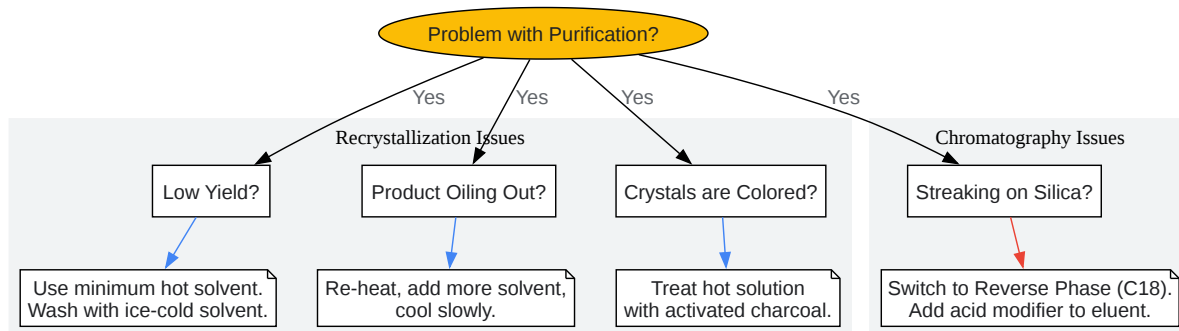 Problem with Purification?
Yes
Yes
Yes
Yes
Recrystallization Issues
Chromatography Issues
Low Yield?
Product Oiling Out?
Crystals are Colored?
Streaking on Silica?
Use minimum hot solvent.
Wash with ice-cold solvent.
Re-heat, add more solvent,
cool slowly.
Treat hot solution
with activated charcoal.
Switch to Reverse Phase (C18).
Add acid modifier to eluent.